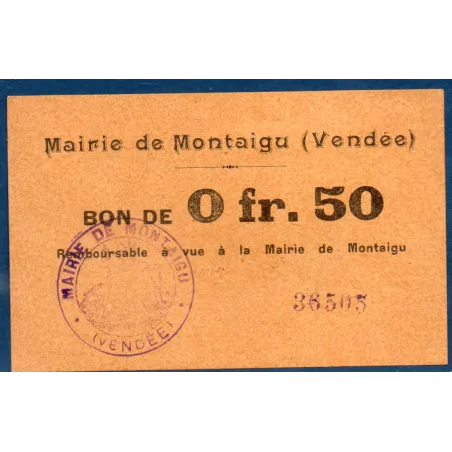 Mairie de Montaigu (Vendée)
BON DE 0 fr. 50
Remboursable à vue à la Mairie de Montaigu
36505
MAIRIE DE MONTAIGU
(VENDÉE)